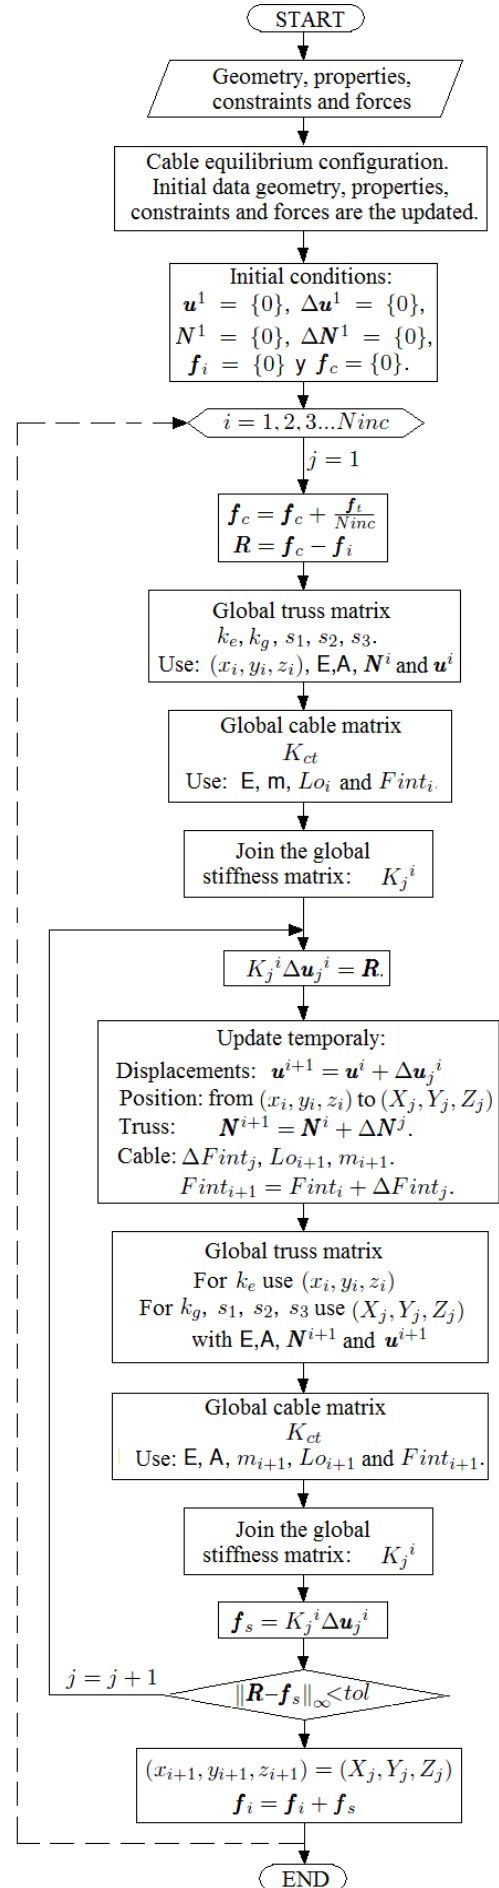 START
Geometry, properties,
constraints and forces
Cable equilibrium configuration.
Initial data geometry, properties,
constraints and forces are the updated.
Initial conditions:
𝒖¹ = {0}, Δ𝒖¹ = {0},
𝑵¹ = {0}, Δ𝑵¹ = {0},
𝒇ᵢ = {0} y 𝒇_c = {0}.
i = 1, 2, 3...Ninc
j = 1
𝒇_c = 𝒇_c + 𝒇_t/Ninc
𝑹 = 𝒇_c − 𝒇_i
Global truss matrix
k_e, k_g, s_1, s_2, s_3.
Use: (x_i, y_i, z_i), E,A, 𝑵^i and 𝒖^i
Global cable matrix
K_ct
Use: E, m, Lo_i and Fint_i.
Join the global
stiffness matrix: K_j^i
K_j^i Δ𝒖_j^i = 𝑹.
Update temporaly:
Displacements: 𝒖^{i+1} = 𝒖^i + Δ𝒖_j^i
Position: from (x_i, y_i, z_i) to (X_j, Y_j, Z_j)
Truss: 𝑵^{i+1} = 𝑵^i + Δ𝑵^j.
Cable: ΔFint_j, Lo_{i+1}, m_{i+1}.
Fint_{i+1} = Fint_i + ΔFint_j.
Global truss matrix
For k_e use (x_i, y_i, z_i)
For k_g, s_1, s_2, s_3 use (X_j, Y_j, Z_j)
with E,A, 𝑵^{i+1} and 𝒖^{i+1}
Global cable matrix
K_ct
Use: E, A, m_{i+1}, Lo_{i+1} and Fint_{i+1}.
Join the global
stiffness matrix: K_j^i
𝒇_s = K_j^i Δ𝒖_j^i
j = j + 1
‖𝑹–𝒇_s‖_∞<tol
(x_{i+1}, y_{i+1}, z_{i+1}) = (X_j, Y_j, Z_j)
𝒇_i = 𝒇_i + 𝒇_s
END